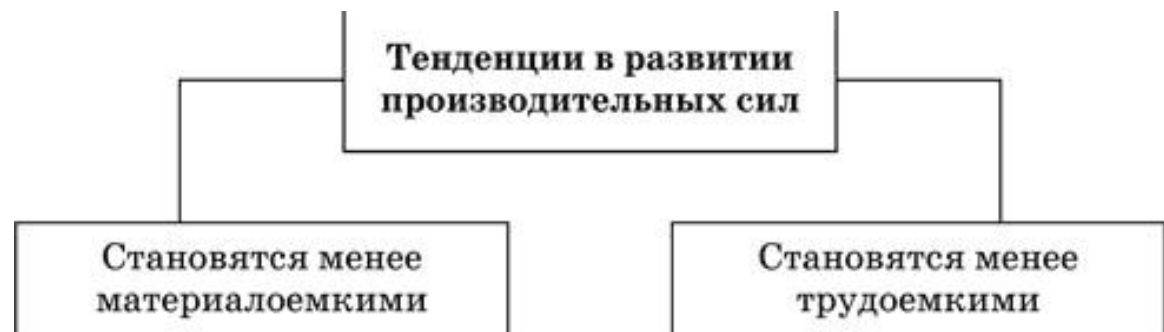 Тенденции в развитии
производительных сил
Становятся менее
материалоемкими
Становятся менее
трудоемкими